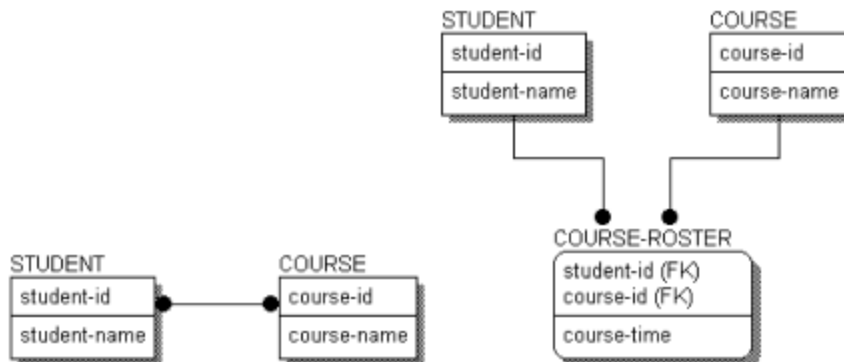 STUDENT
student-id
student-name
COURSE
course-id
course-name
COURSE-ROSTER
student-id (FK)
course-id (FK)
course-time
STUDENT
student-id
student-name
COURSE
course-id
course-name